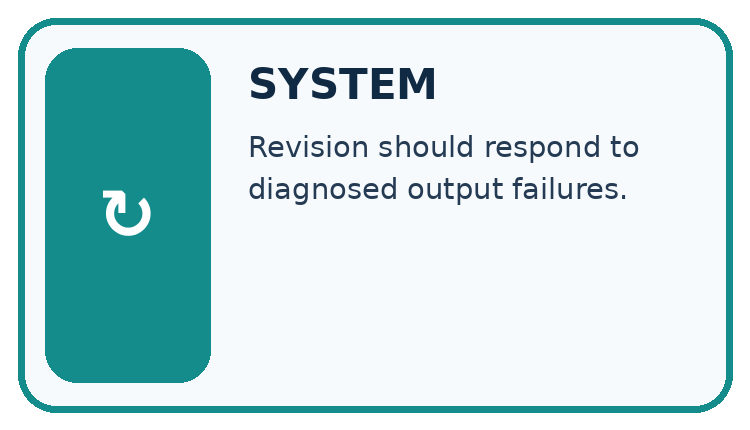 ↻
SYSTEM
Revision should respond to
diagnosed output failures.